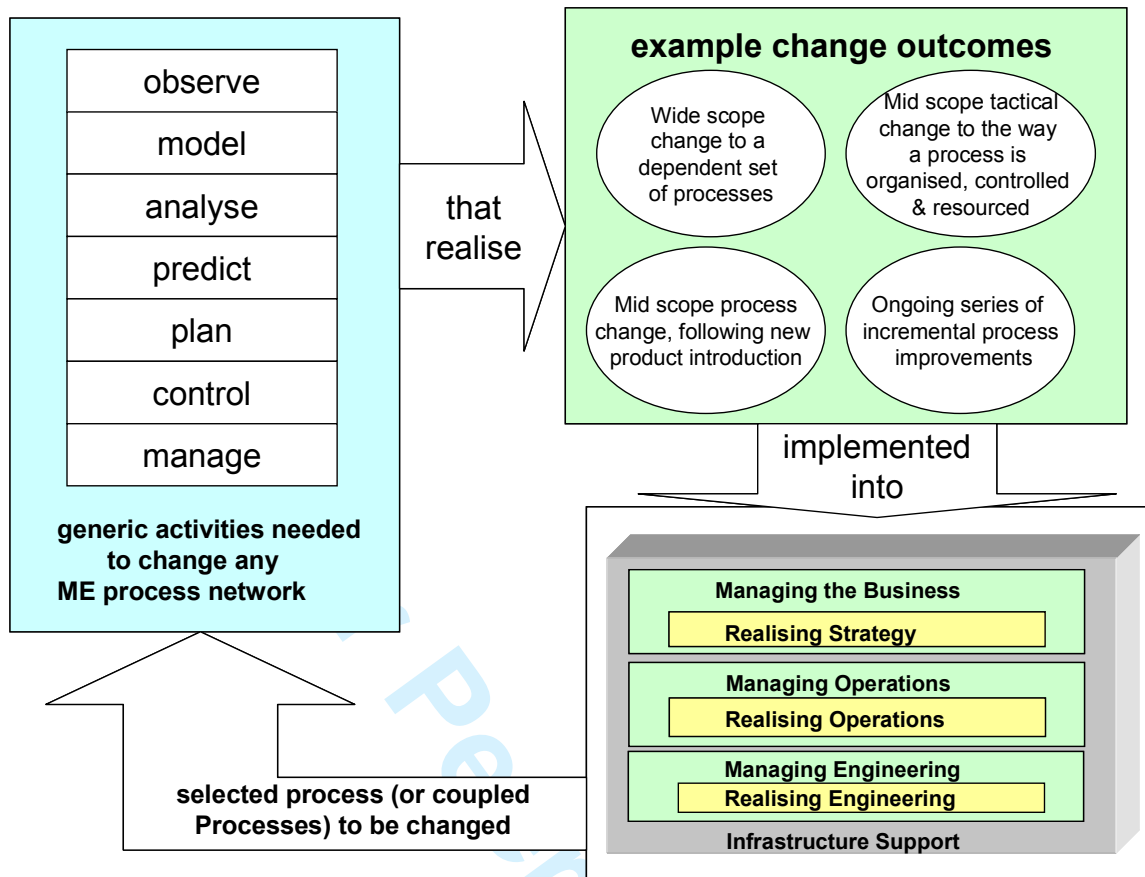 observe
model
analyse
predict
plan
control
manage
generic activities needed
to change any
ME process network
that
realise
example change outcomes
Wide scope
change to a
dependent set
of processes
Mid scope tactical
change to the way
a process is
organised, controlled
& resourced
Mid scope process
change, following new
product introduction
Ongoing series of
incremental process
improvements
implemented
into
Managing the Business
Realising Strategy
Managing Operations
Realising Operations
Managing Engineering
Realising Engineering
Infrastructure Support
selected process (or coupled
Processes) to be changed